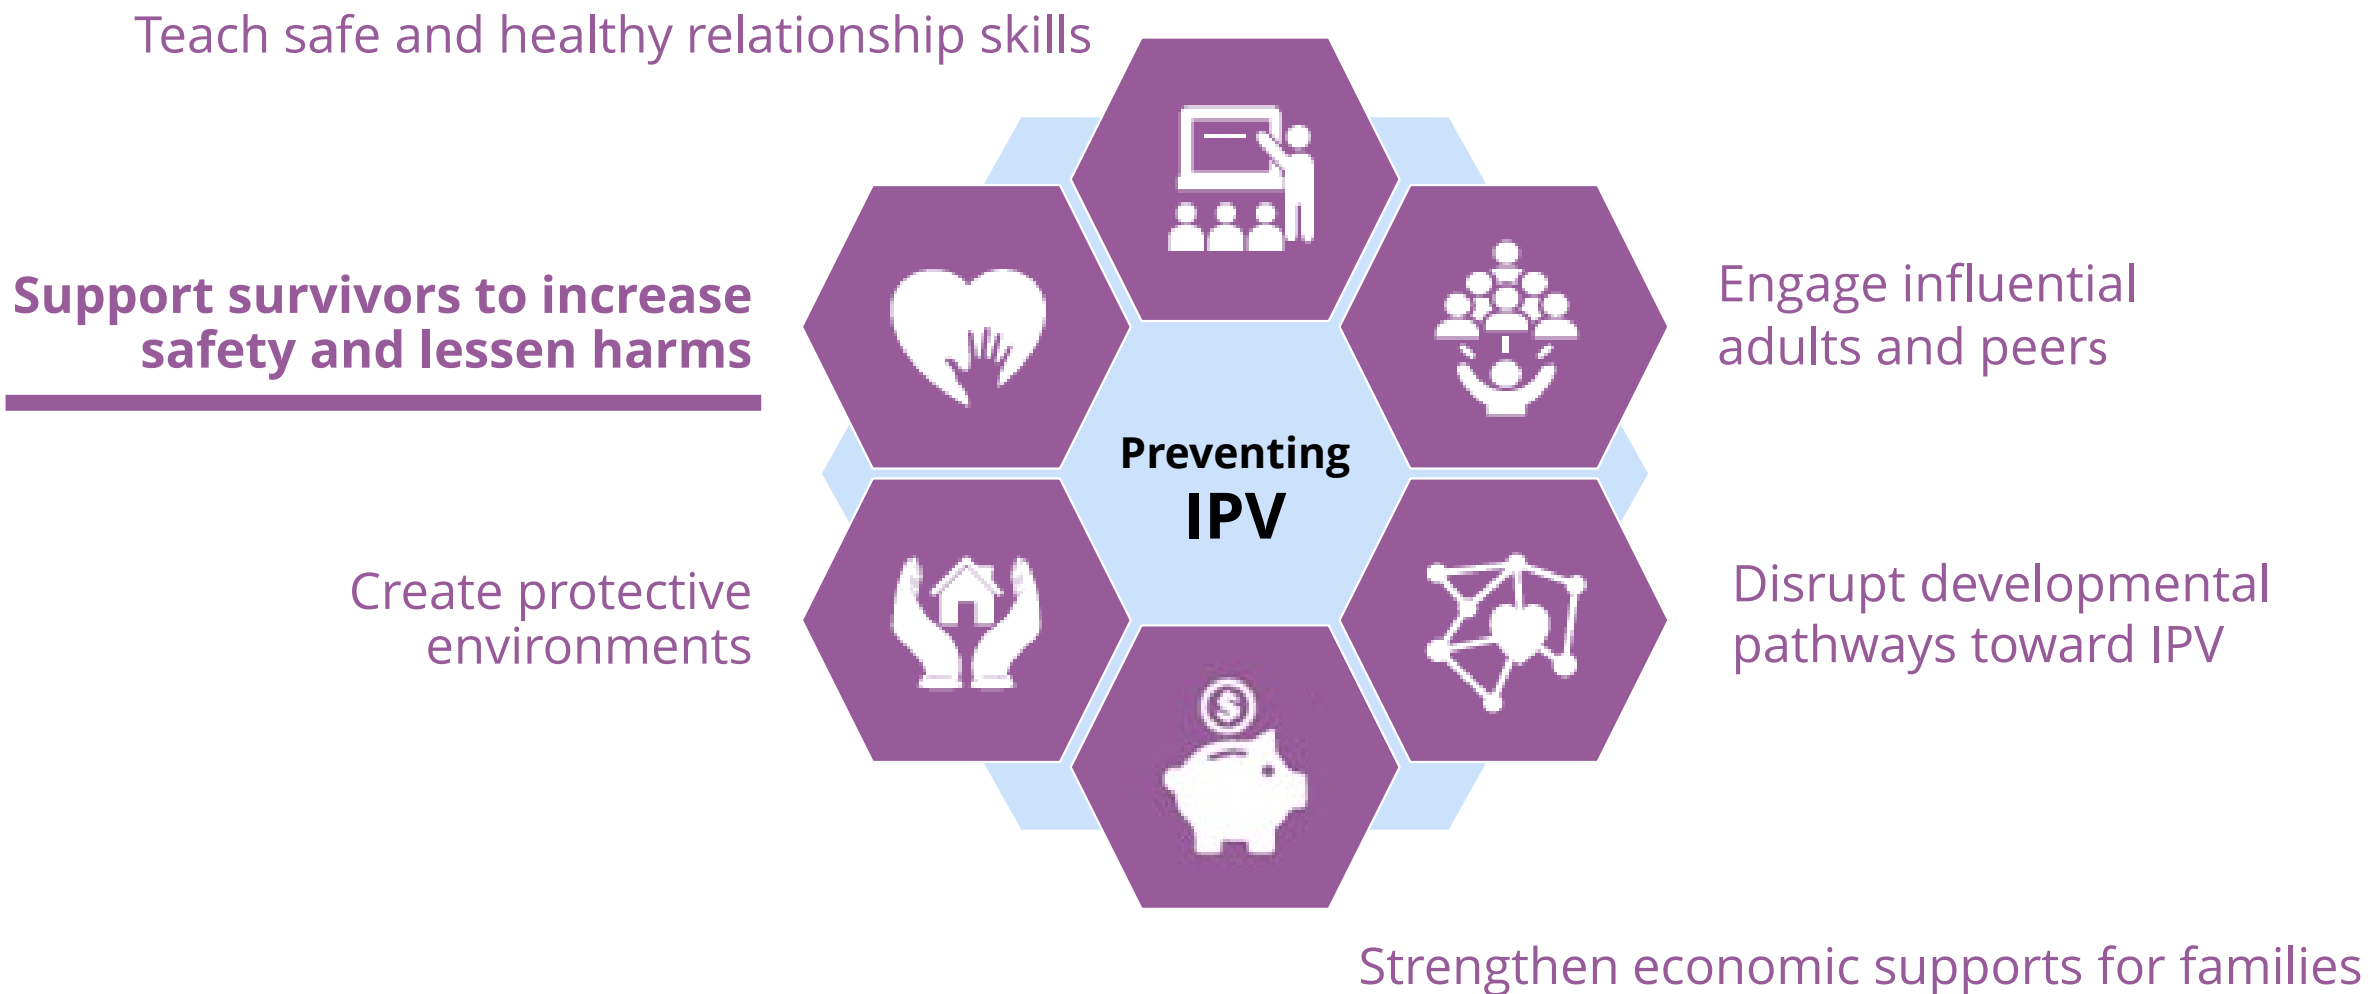 Teach safe and healthy relationship skills
Support survivors to increase
safety and lessen harms
Engage influential
adults and peers
Preventing
IPV
$
Create protective
environments
Disrupt developmental
pathways toward IPV
Strengthen economic supports for families